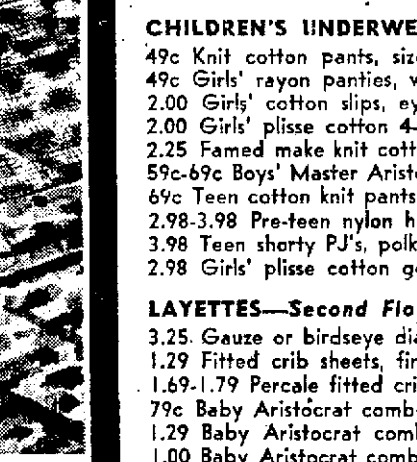 CHILDREN'S UNDERWE
49c Knit cotton pants, siz
49c Girls' rayon panties, v
2.00 Girls' cotton slips, ey
2.00 Girls' plisse cotton 4-
2.25 Famed make knit cott
59c-69c Boys' Master Arist
69c Teen cotton knit pants
2.98-3.98 Pre-teen nylon h
3.98 Teen shorty PJ's, polk
2.98 Girls' plisse cotton g
LAYETTES—Second Flo
3.25 Gauze or birdseye dia
1.29 Fitted crib sheets, fir
1.69-1.79 Percale fitted cri
79c Baby Aristocrat comb
1.29 Baby Aristocrat comb
1.00 Baby Aristocrat comb